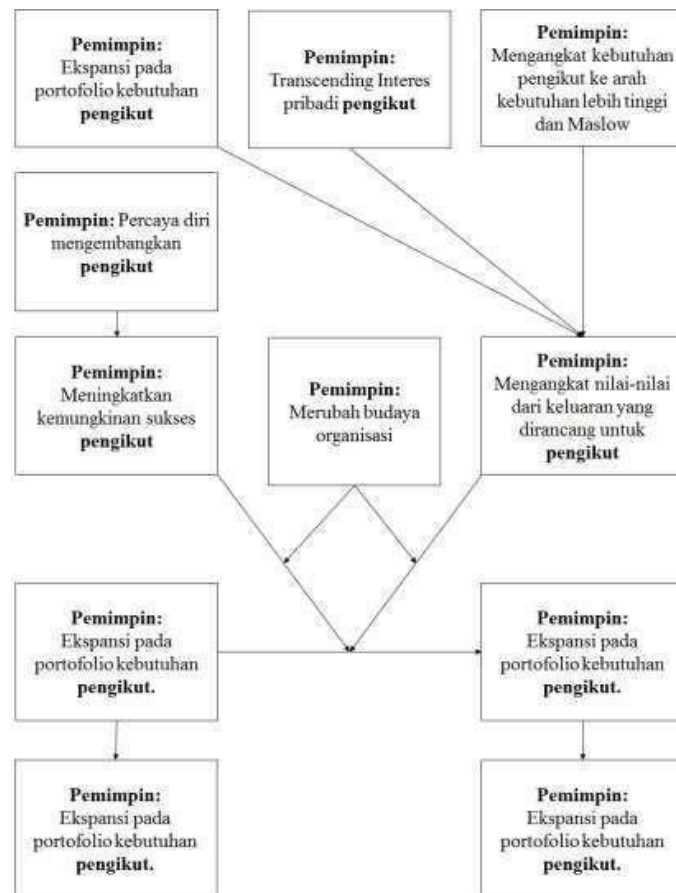 Pemimpin:
Ekspansi pada
portofolio kebutuhan
pengikut
Pemimpin:
Transcending Interes
pribadi pengikut
Pemimpin:
Mengangkat kebutuhan
pengikut ke arah
kebutuhan lebih tinggi
dan Maslow
Pemimpin: Percaya diri
mengembangkan
pengikut
Pemimpin:
Meningkatkan
kemungkinan sukses
pengikut
Pemimpin:
Merubah budaya
organisasi
Pemimpin:
Mengangkat nilai-nilai
dari keluaran yang
dirancang untuk
pengikut
Pemimpin:
Ekspansi pada
portofolio kebutuhan
pengikut.
Pemimpin:
Ekspansi pada
portofolio kebutuhan
pengikut.
Pemimpin:
Ekspansi pada
portofolio kebutuhan
pengikut.
Pemimpin:
Ekspansi pada
portofolio kebutuhan
pengikut.